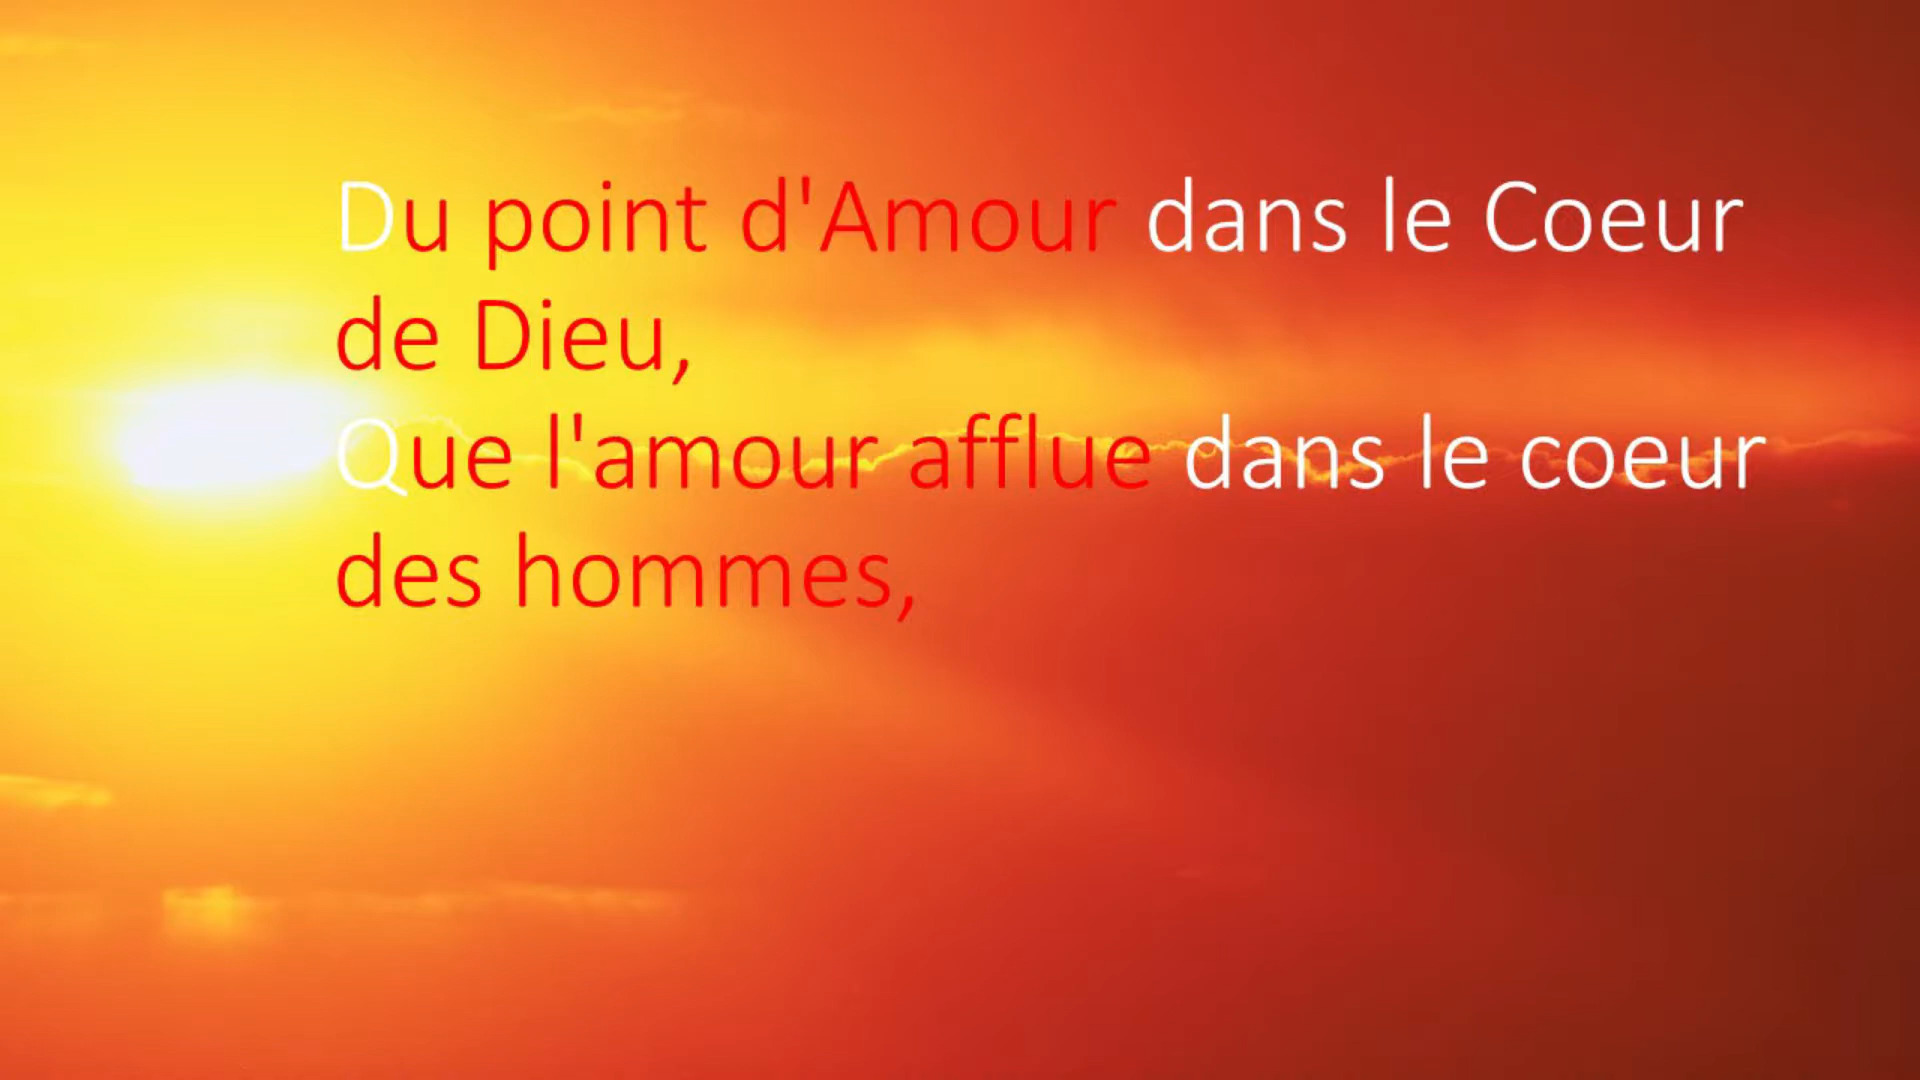 Du point d'Amour dans le Coeur
de Dieu,
Que l'amour afflue dans le coeur
des hommes,